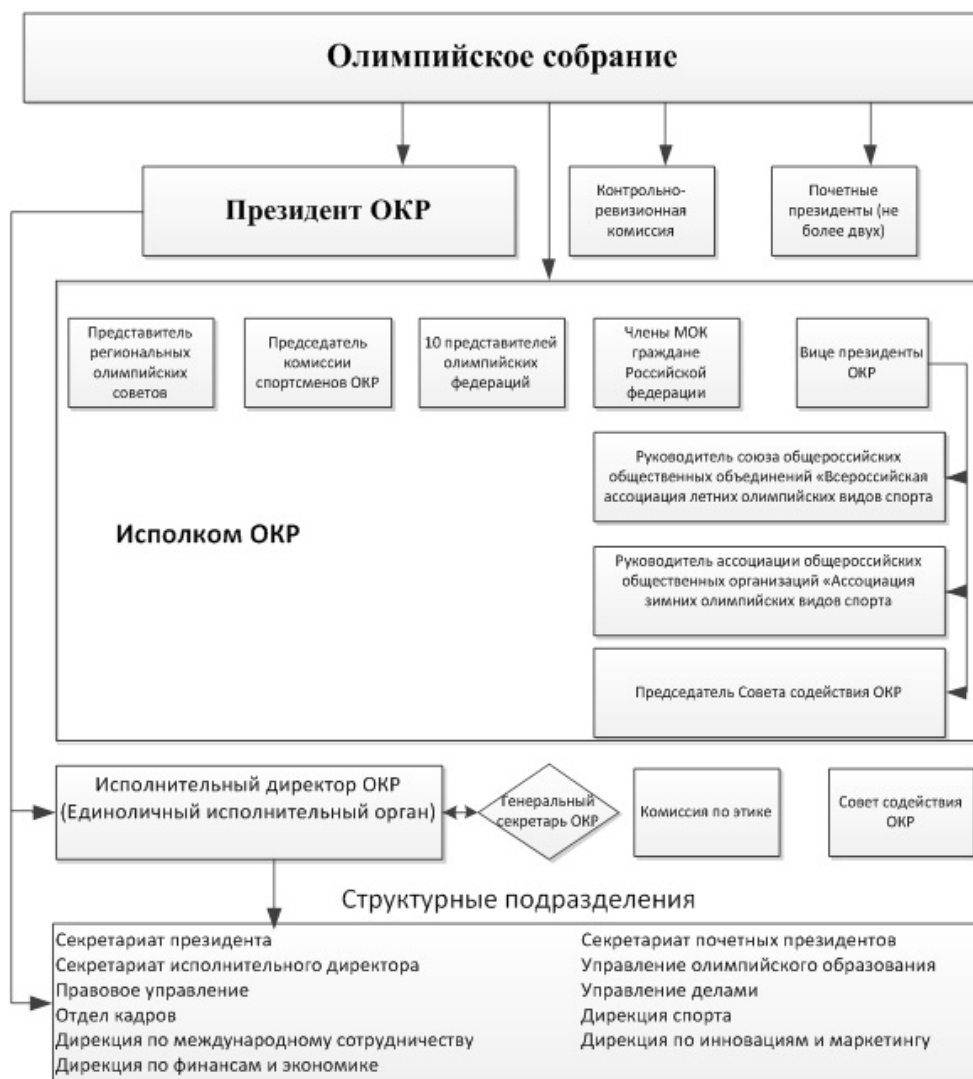 Олимпийское собрание
Президент ОКР
Контрольно-
ревизионная
комиссия
Почетные
президенты (не
более двух)
Представитель
региональных
олимпийских
советов
Председатель
комиссии
спортсменов ОКР
10 представителей
олимпийских
федераций
Члены МОК
граждане
Российской
федерации
Вице президенты
ОКР
Руководитель союза общероссийских
общественных объединений «Всероссийская
ассоциация летних олимпийских видов спорта
Исполком ОКР
Руководитель ассоциации общероссийских
общественных организаций «Ассоциация
зимних олимпийских видов спорта
Председатель Совета содействия ОКР
Исполнительный директор ОКР
(Единоличный исполнительный орган)
Генеральный
секретарь ОКР
Комиссия по этике
Совет содействия
ОКР
Структурные подразделения
Секретариат президента
Секретариат исполнительного директора
Правовое управление
Отдел кадров
Дирекция по международному сотрудничеству
Дирекция по финансам и экономике
Секретариат почетных президентов
Управление олимпийского образования
Управление делами
Дирекция спорта
Дирекция по инновациям и маркетингу